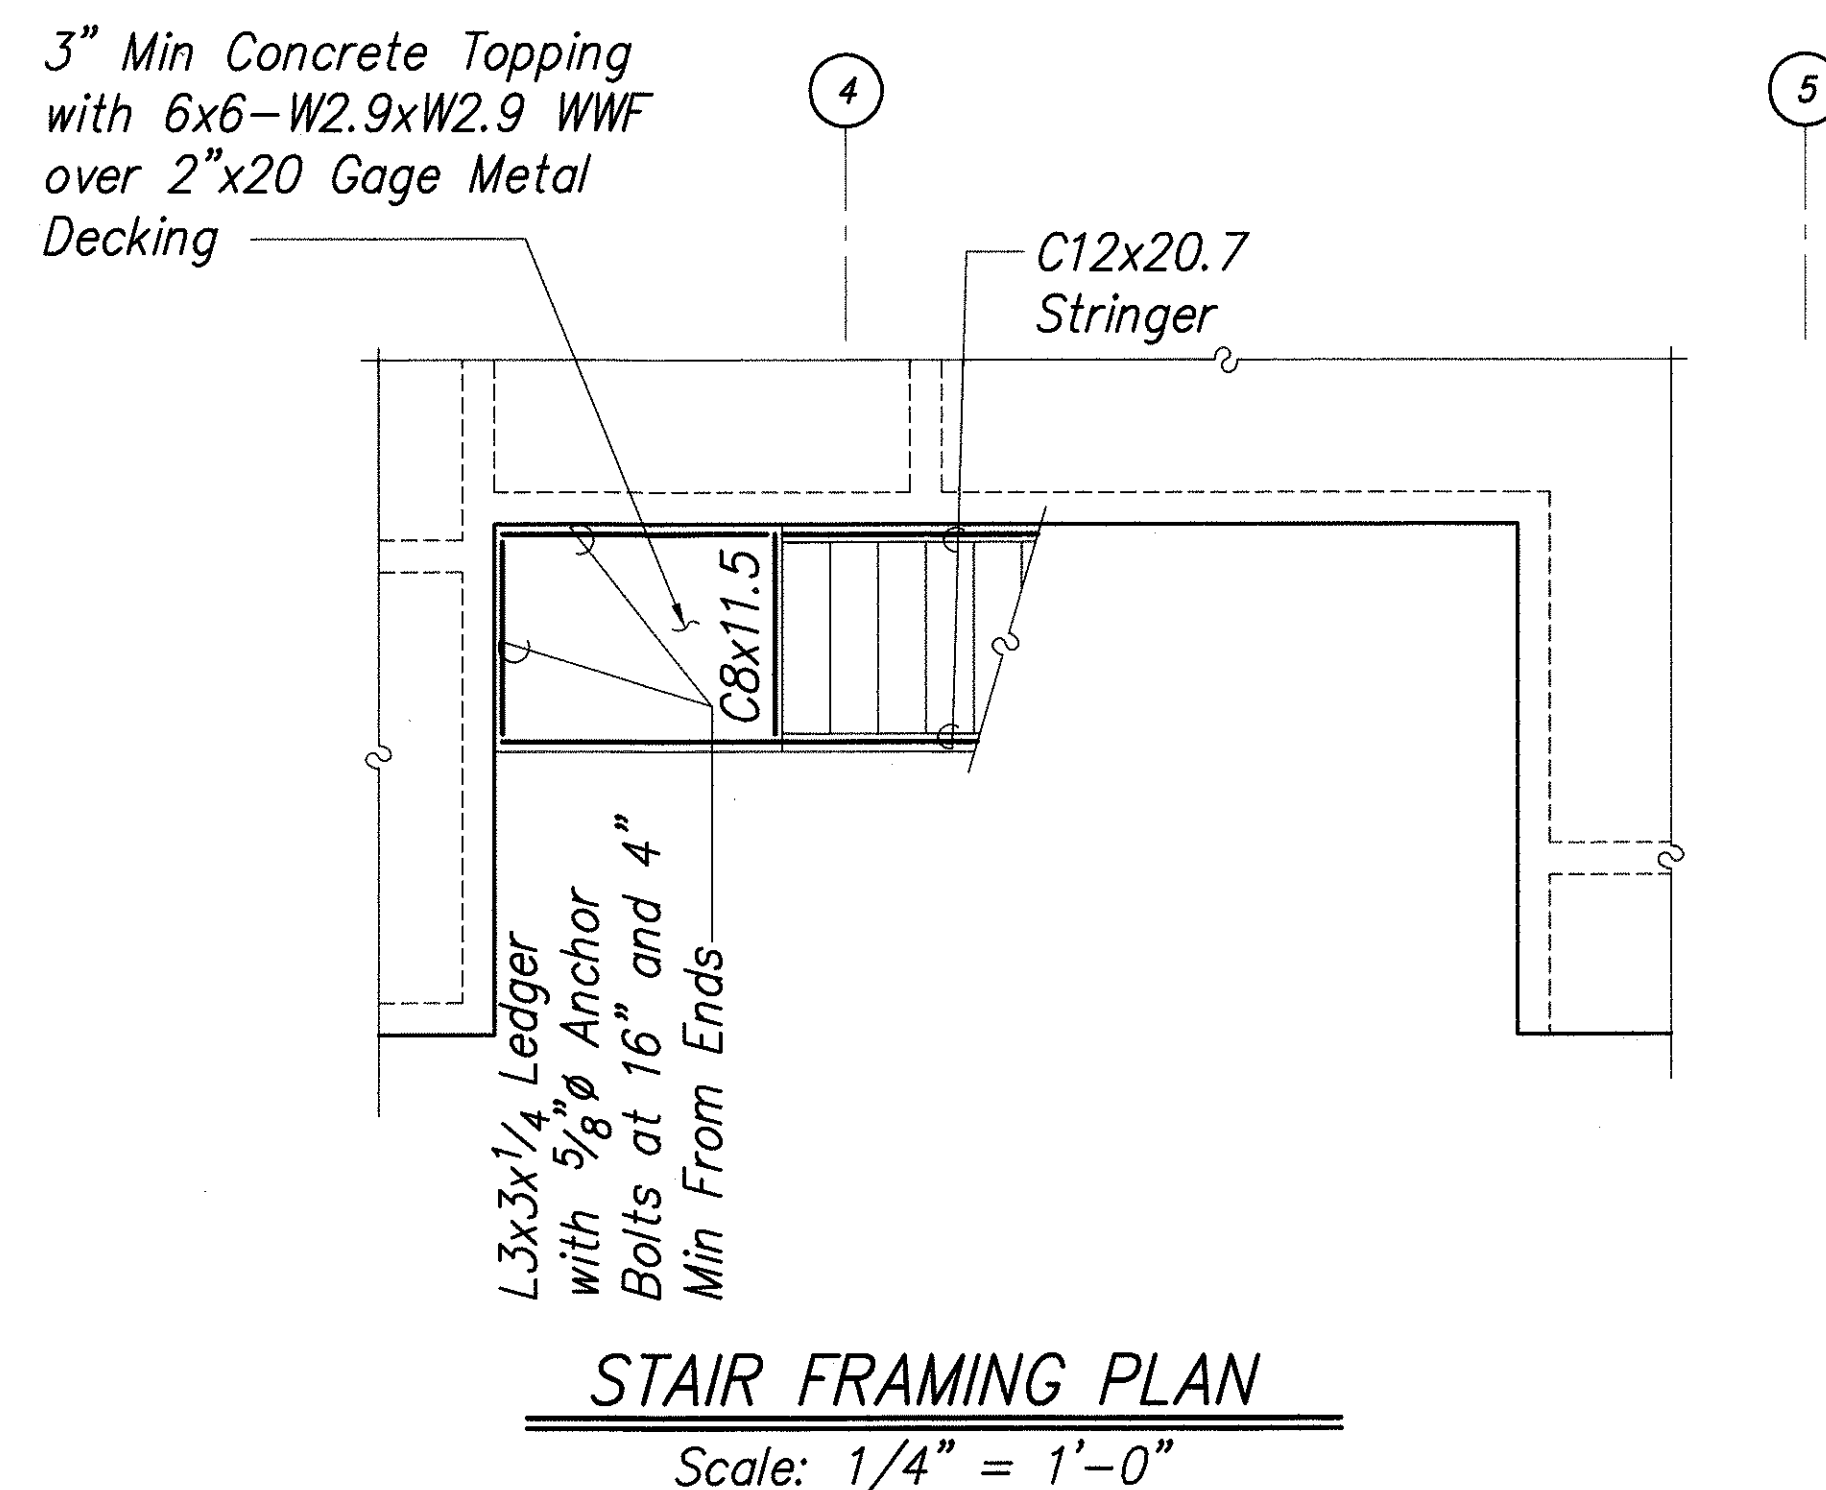 3” Min Concrete Topping
with 6x6-W2.9xW2.9 WWF
over 2”x20 Gage Metal
Decking
4
5
C12x20.7
Stringer
C8x11.5
L3x3x1/4 Ledger
with 5/8”Ø Anchor
Bolts at 16” and 4”
Min From Ends
STAIR FRAMING PLAN
Scale: 1/4” = 1’-0”